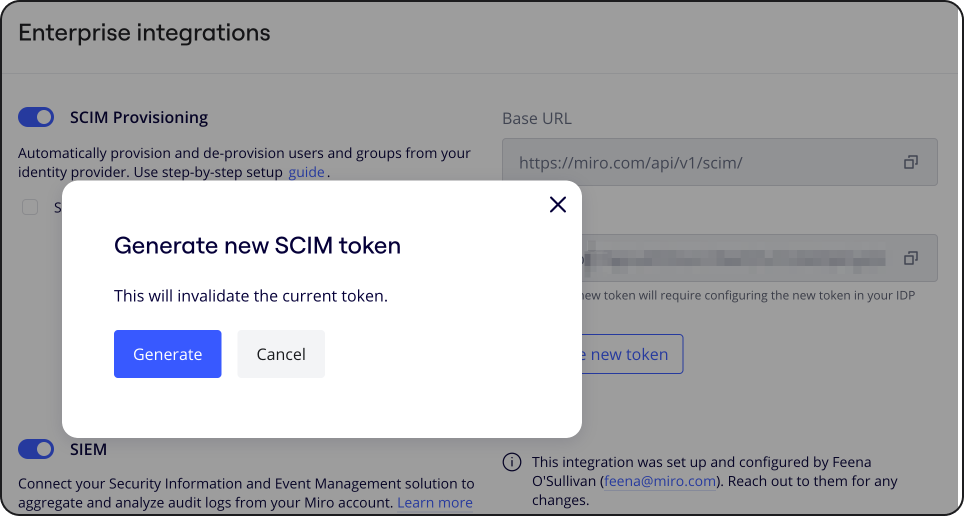 Enterprise integrations
SCIM Provisioning
Automatically provision and de-provision users and groups from your
identity provider. Use step-by-step setup guide.
S
Base URL
https://miro.com/api/v1/scim/
new token will require configuring the new token in your IDP
new token
Generate new SCIM token
This will invalidate the current token.
Generate
Cancel
SIEM
Connect your Security Information and Event Management solution to
aggregate and analyze audit logs from your Miro account. Learn more
This integration was set up and configured by Feena
O'Sullivan (feena@miro.com). Reach out to them for any
changes.